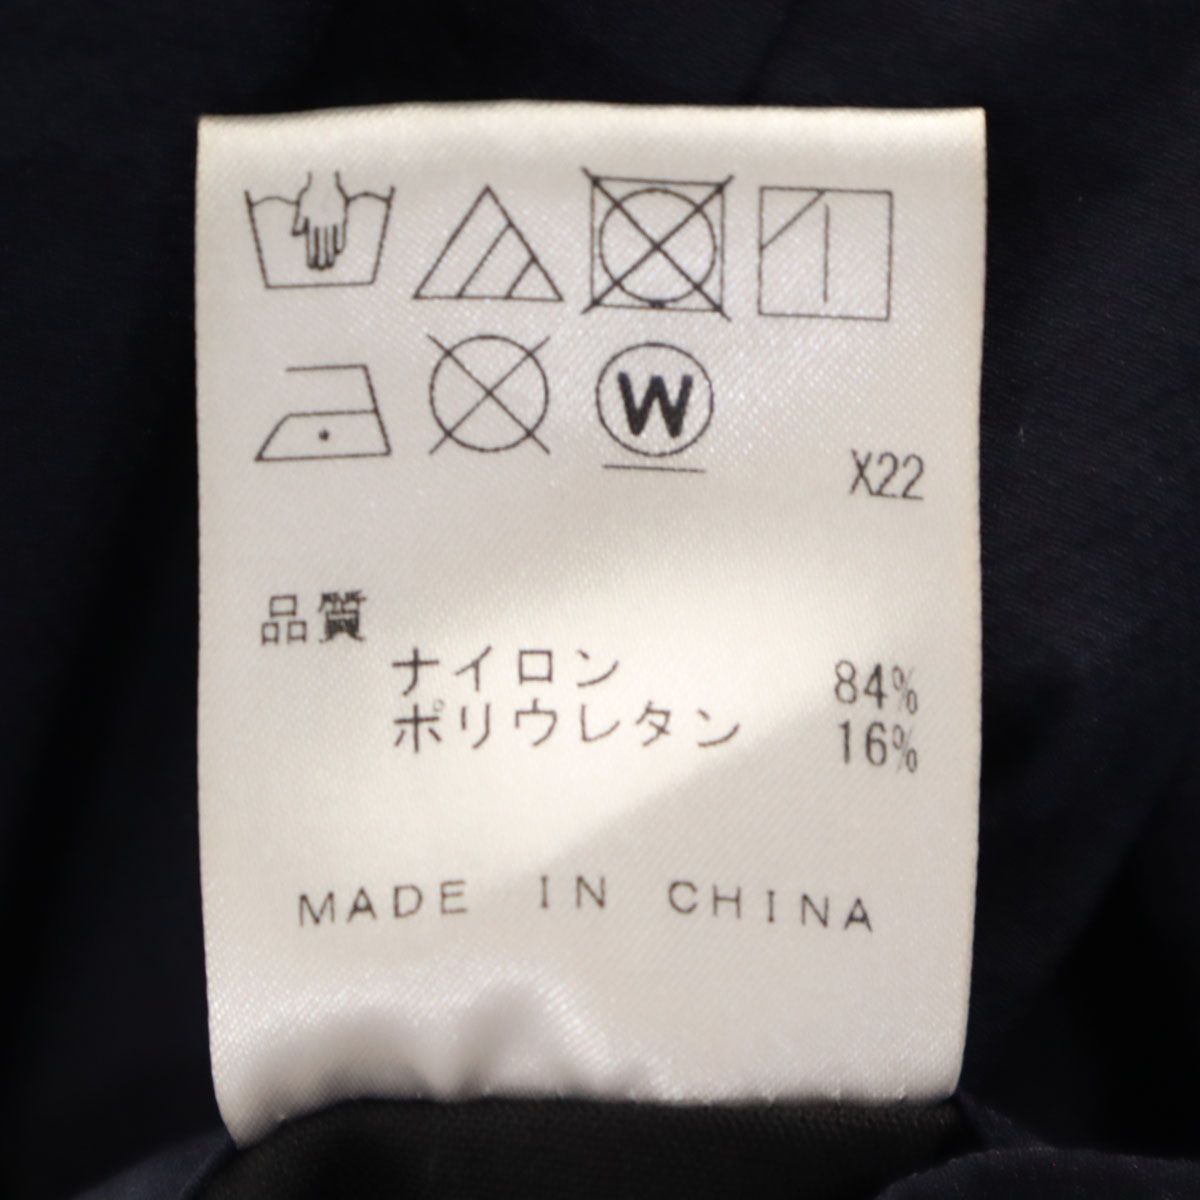 W
X22
品質
ナイロン 84%
ポリウレタン 16%
MADE IN CHINA